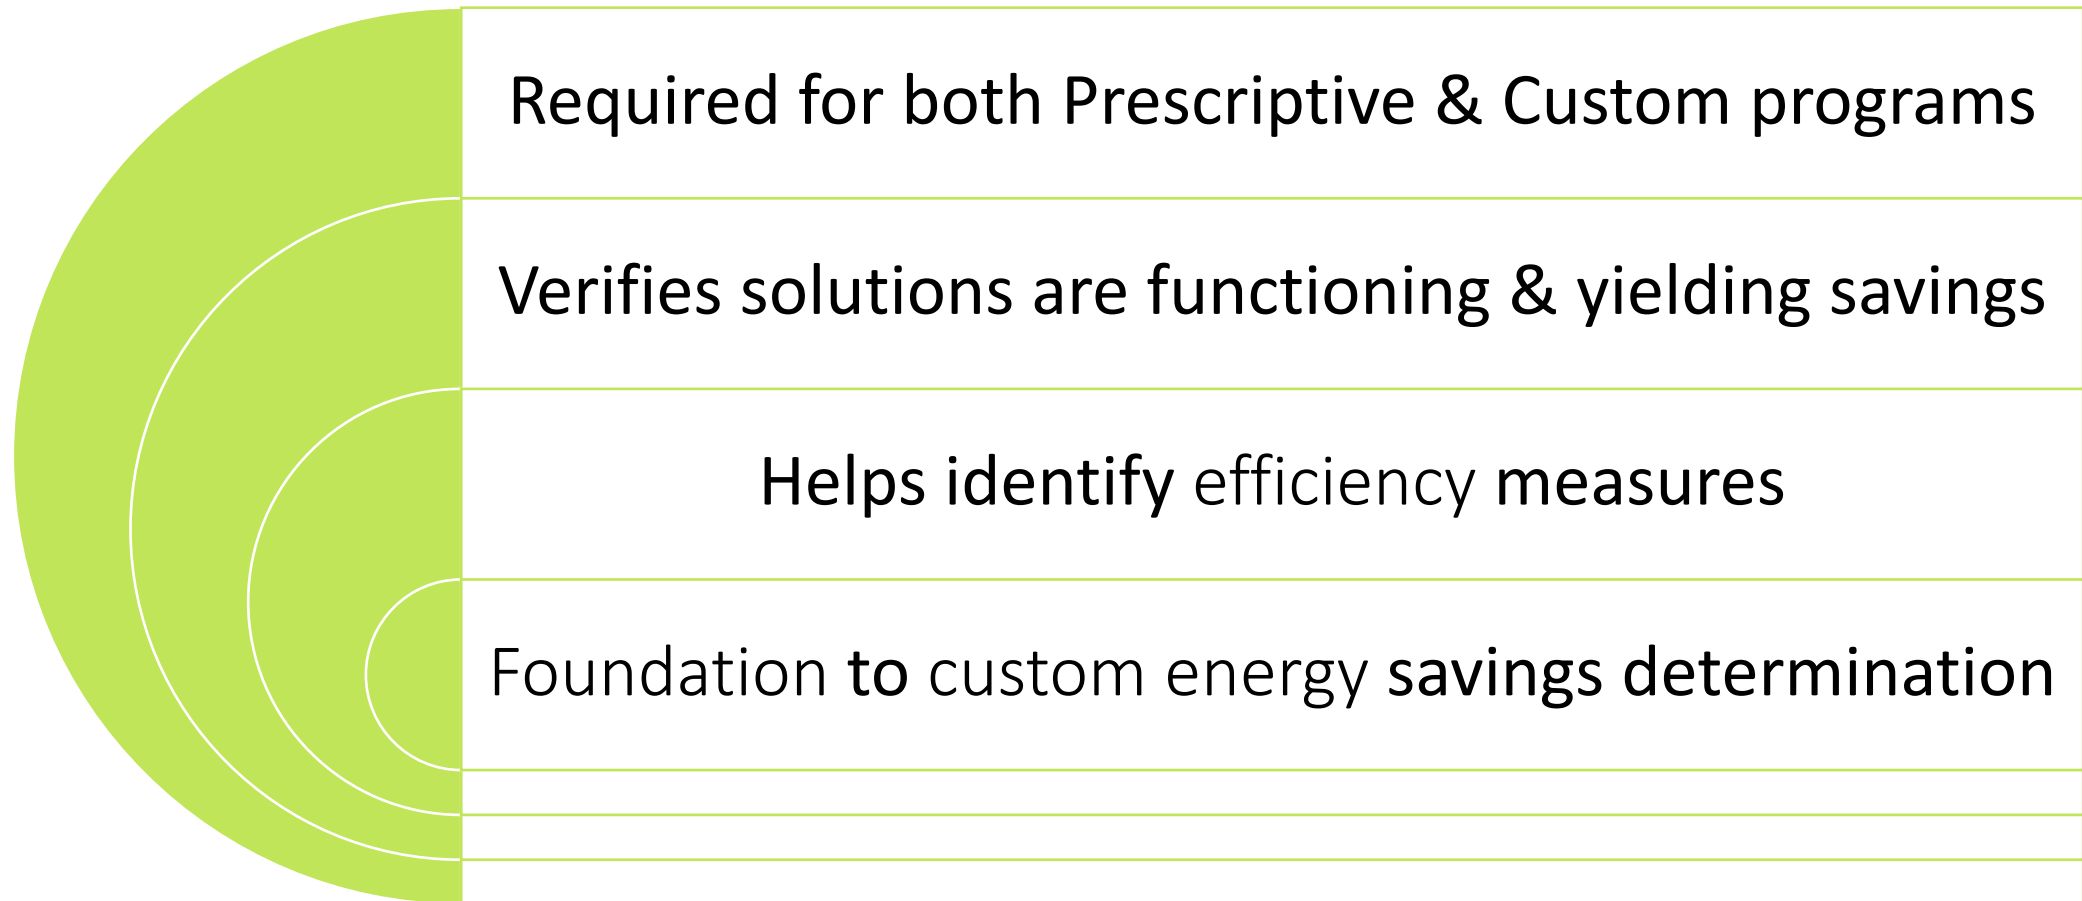 Required for both Prescriptive & Custom programs
Verifies solutions are functioning & yielding savings
Helps identify efficiency measures
Foundation to custom energy savings determination